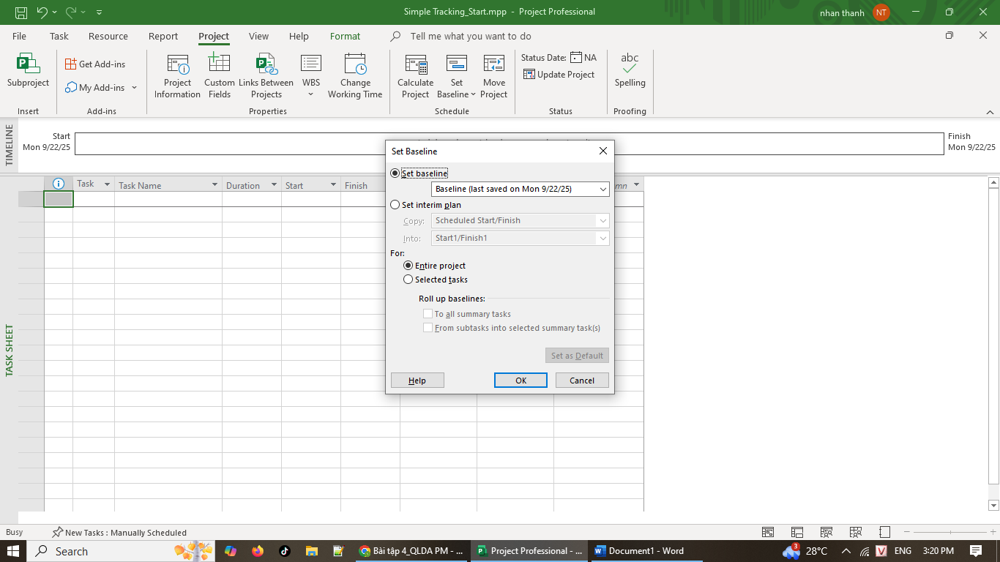 Simple Tracking_Start.mpp - Project Professional
nhan thanh NT
File Task Resource Report Project View Help Format Tell me what you want to do
Subproject
Get Add-ins
My Add-ins
Project Information
Custom Fields
Links Between Projects
WBS
Change Working Time
Calculate Project
Set Baseline
Move Project
Status Date: NA
Update Project
abc
Spelling
Insert Add-ins Properties Schedule Status Proofing
TIMELINE
Start
Mon 9/22/25
Finish
Mon 9/22/25
Task Task Name Duration Start Finish
TASK SHEET
Set Baseline
Set baseline
Baseline (last saved on Mon 9/22/25)
Set interim plan
Copy: Scheduled Start/Finish
Into: Start1/Finish1
For:
Entire project
Selected tasks
Roll up baselines:
To all summary tasks
From subtasks into selected summary task(s)
Set as Default
Help OK Cancel
Busy New Tasks : Manually Scheduled
Search Bài tập 4_QLDA PM - ... Project Professional - ... Document1 - Word 3 28°C V ENG 3:20 PM